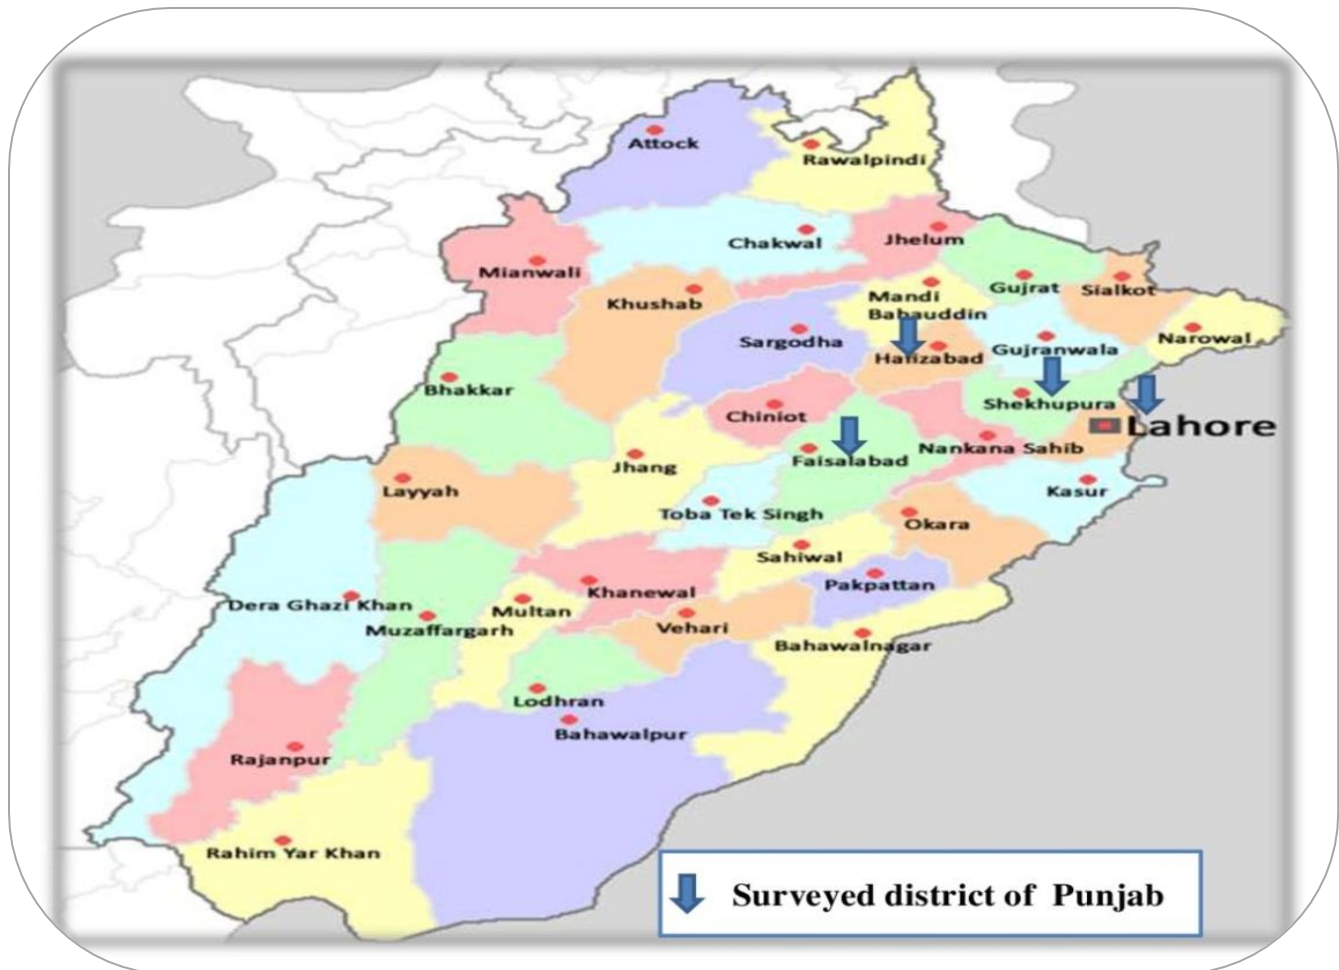 Attock
Rawalpindi
Chakwal
Jhelum
Mianwali
Khushab
Gujrat
Sialkot
Mandi
Babauddin
Sargodha
Hafizabad
Gujranwala
Narowal
Bhakkar
Chiniot
Shekhupura
Lahore
Jhang
Faisalabad
Nankana Sahib
Layyah
Kasur
Toba Tek Singh
Okara
Sahiwal
Khanewal
Pakpattan
Dera Ghazi Khan
Multan
Muzaffargarh
Vehari
Bahawalnagar
Lodhran
Bahawalpur
Rajanpur
Rahim Yar Khan
Surveyed district of Punjab